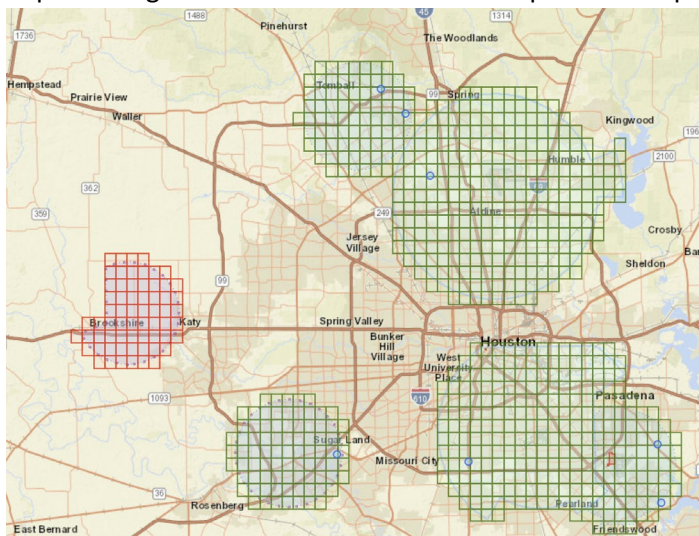 1488
45
1314
Pinehurst
1736
The Woodlands
Hempstead
Tomball
Prairie View
99
Spring
Waller
Kingwood
196
2100
Humble
362
69
359
249
Aldine
Jersey
Village
Crosby
Sheldon
99
Brookshire
Katy
Spring Valley
Bunker
Hill
Village
Houston
West
University
Place
1093
610
Pasadena
Sugar Land
Missouri City
36
Rosenberg
Pearland
East Bernard
Friendswood